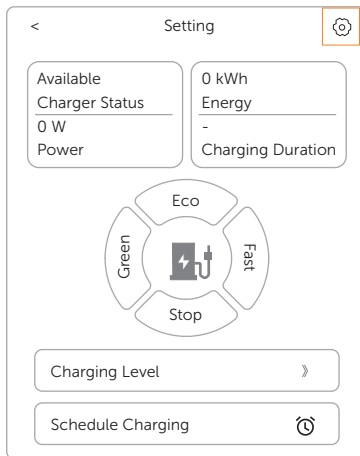 < Setting
Available
Charger Status
0 W
Power
0 kWh
Energy
-
Charging Duration
Eco
Green
Fast
Stop
Charging Level 》
Schedule Charging